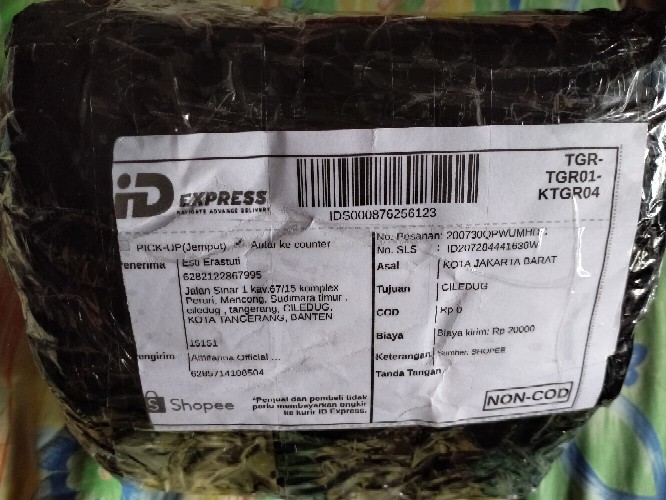 iD EXPRESS
NAVIGATE ADVANCE DELIVERY
IDS000876256123
TGR-
TGR01-
KTGR04
PICK-UP(Jemput) Antar ke counter
enerima
Esti Erastuti
6282122867995
Jalan Sinar 1 kav.67/15 komplex
Peruri, Mencong, Sudimara timur ,
ciledug , tangerang, CILEDUG,
KOTA TANGERANG, BANTEN
15151
engirim
Official ...
6285714108504
Shopee
*Penjual dan pembeli tidak
perlu membayarkan ongkir
ke kurir ID Express.
No. Pesanan:
No. SLS :
Asal KOTA JAKARTA BARAT
Tujuan CILEDUG
COD Rp 0
Biaya Biaya kirim: Rp 20000
Keterangan Sumber: SHOPEE
Tanda Tangan
NON-COD